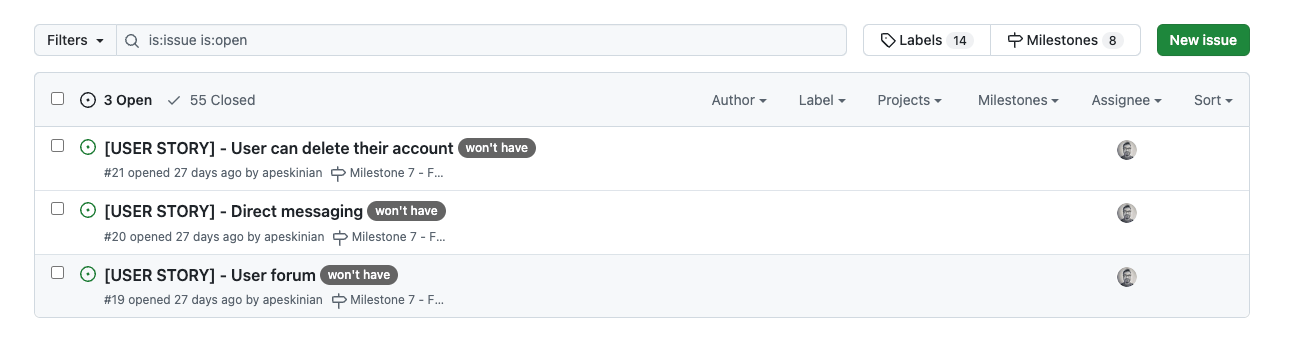 Filters is:issue is:open Labels 14 Milestones 8 New issue
3 Open 55 Closed Author Label Projects Milestones Assignee Sort
[USER STORY] - User can delete their account won't have
#21 opened 27 days ago by apeskinian Milestone 7 - F...
[USER STORY] - Direct messaging won't have
#20 opened 27 days ago by apeskinian Milestone 7 - F...
[USER STORY] - User forum won't have
#19 opened 27 days ago by apeskinian Milestone 7 - F...